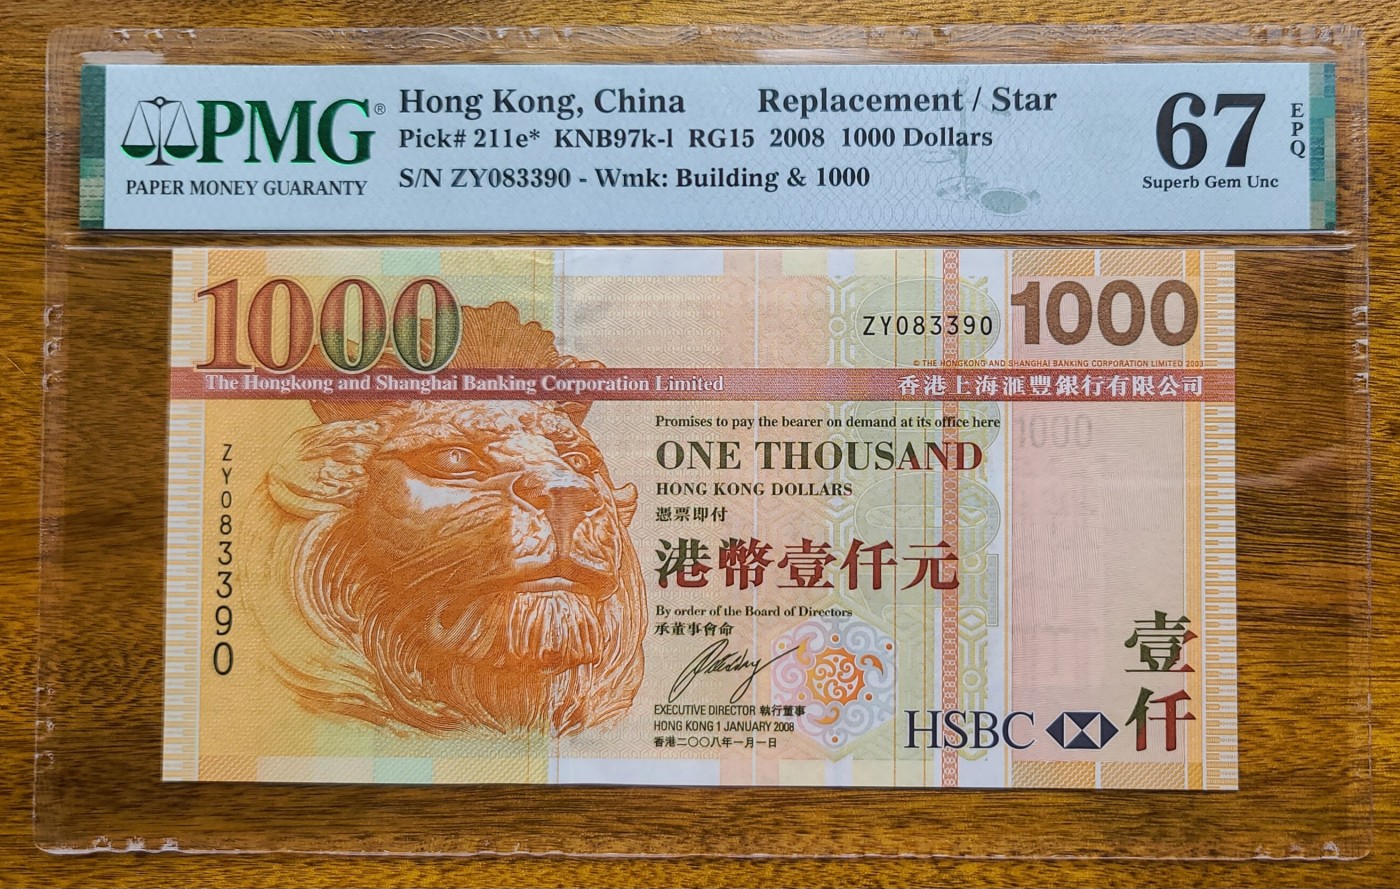 PMG®
PAPER MONEY GUARANTY
Hong Kong, China Replacement / Star
Pick# 211e* KNB97k-l RG15 2008 1000 Dollars
S/N ZY083390 - Wmk: Building & 1000
67
EPQ
Superb Gem Unc
1000
ZY083390
1000
© THE HONGKONG AND SHANGHAI BANKING CORPORATION LIMITED 2003
The Hongkong and Shanghai Banking Corporation Limited
香港上海滙豐銀行有限公司
Promises to pay the bearer on demand at its office here
1000
ONE THOUSAND
HONG KONG DOLLARS
憑票即付
港幣壹仟元
By order of the Board of Directors
承董事會命
EXECUTIVE DIRECTOR 執行董事
HONG KONG 1 JANUARY 2008
香港二〇〇八年一月一日
ZY083390
HSBC
壹仟